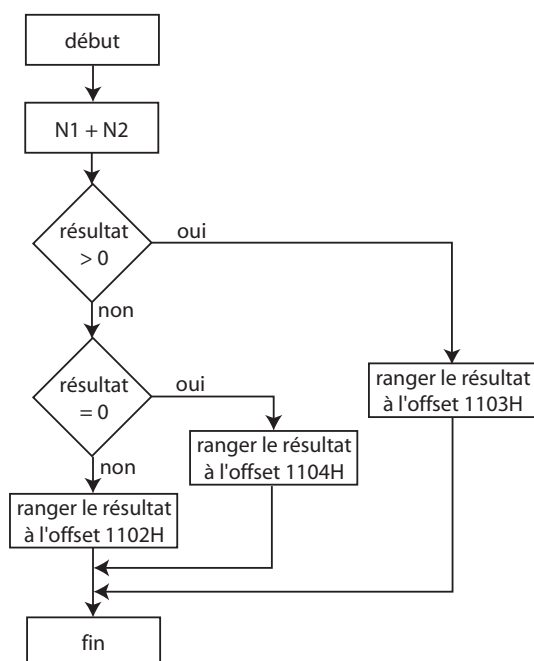 début
N1 + N2
résultat
> 0
oui
non
résultat
= 0
oui
ranger le résultat
à l'offset 1103H
ranger le résultat
à l'offset 1104H
non
ranger le résultat
à l'offset 1102H
fin